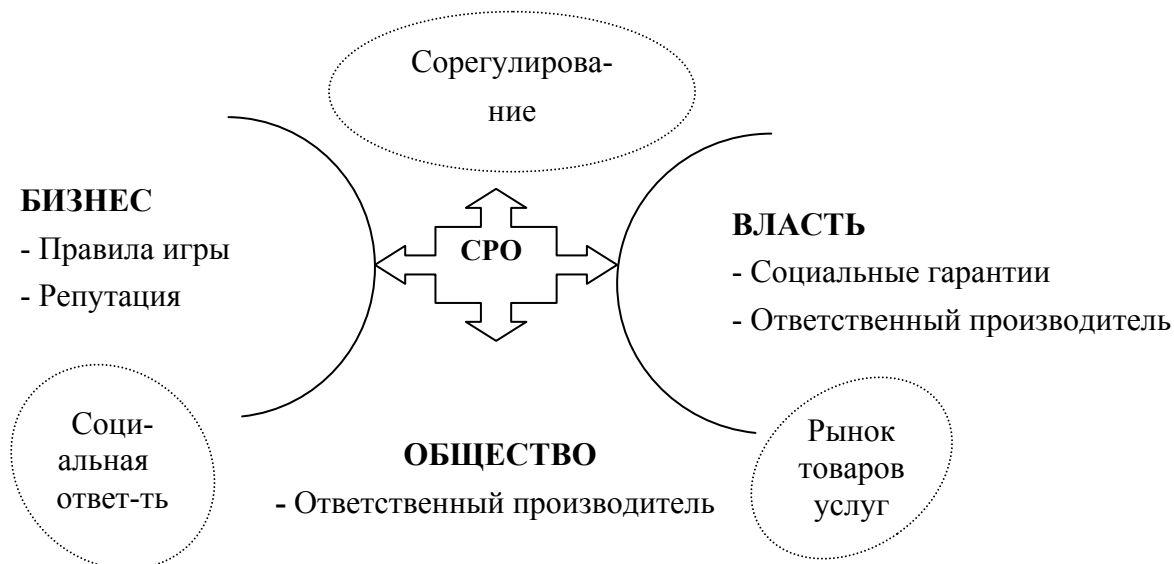 Сорегулирова-
ние
БИЗНЕС
- Правила игры
- Репутация
СРО
ВЛАСТЬ
- Социальные гарантии
- Ответственный производитель
Соци-
альная
ответ-ть
ОБЩЕСТВО
- Ответственный производитель
Рынок
товаров
услуг